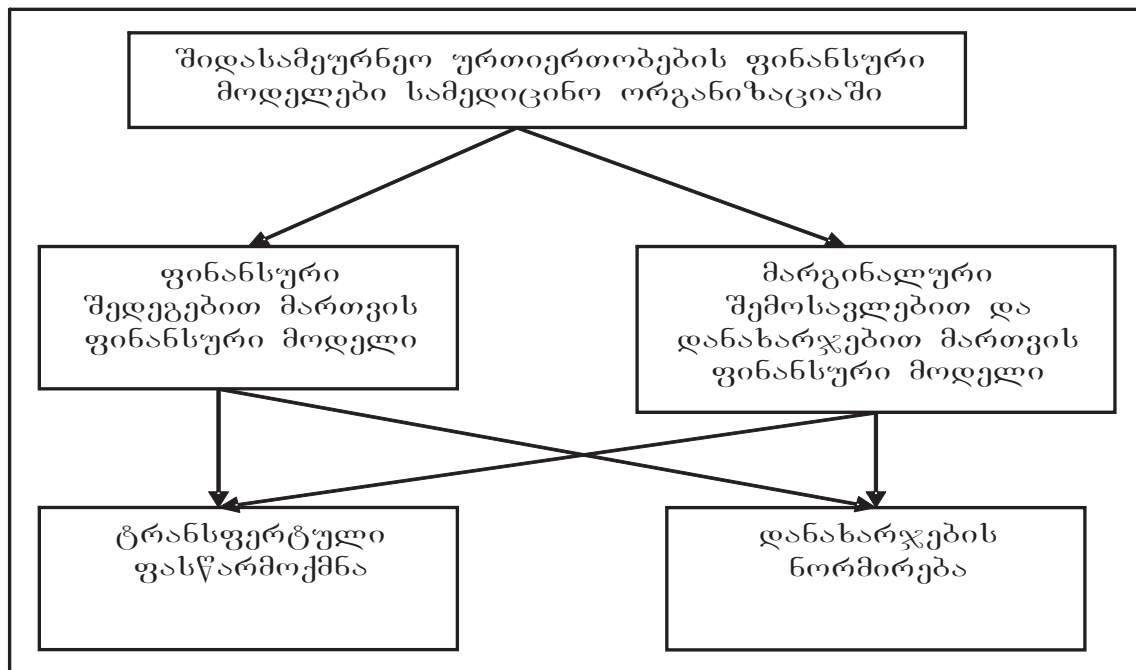 შიდასამეურნეო ურთიერთობების ფინანსური
მოდელები სამედიცინო ორგანიზაციაში
ფინანსური
შედეგებით მართვის
ფინანსური მოდელი
მარგინალური
შემოსავლებით და
დანახარჯებით მართვის
ფინანსური მოდელი
ტრანსფერტული
ფასწარმოქმნა
დანახარჯების
ნორმირება